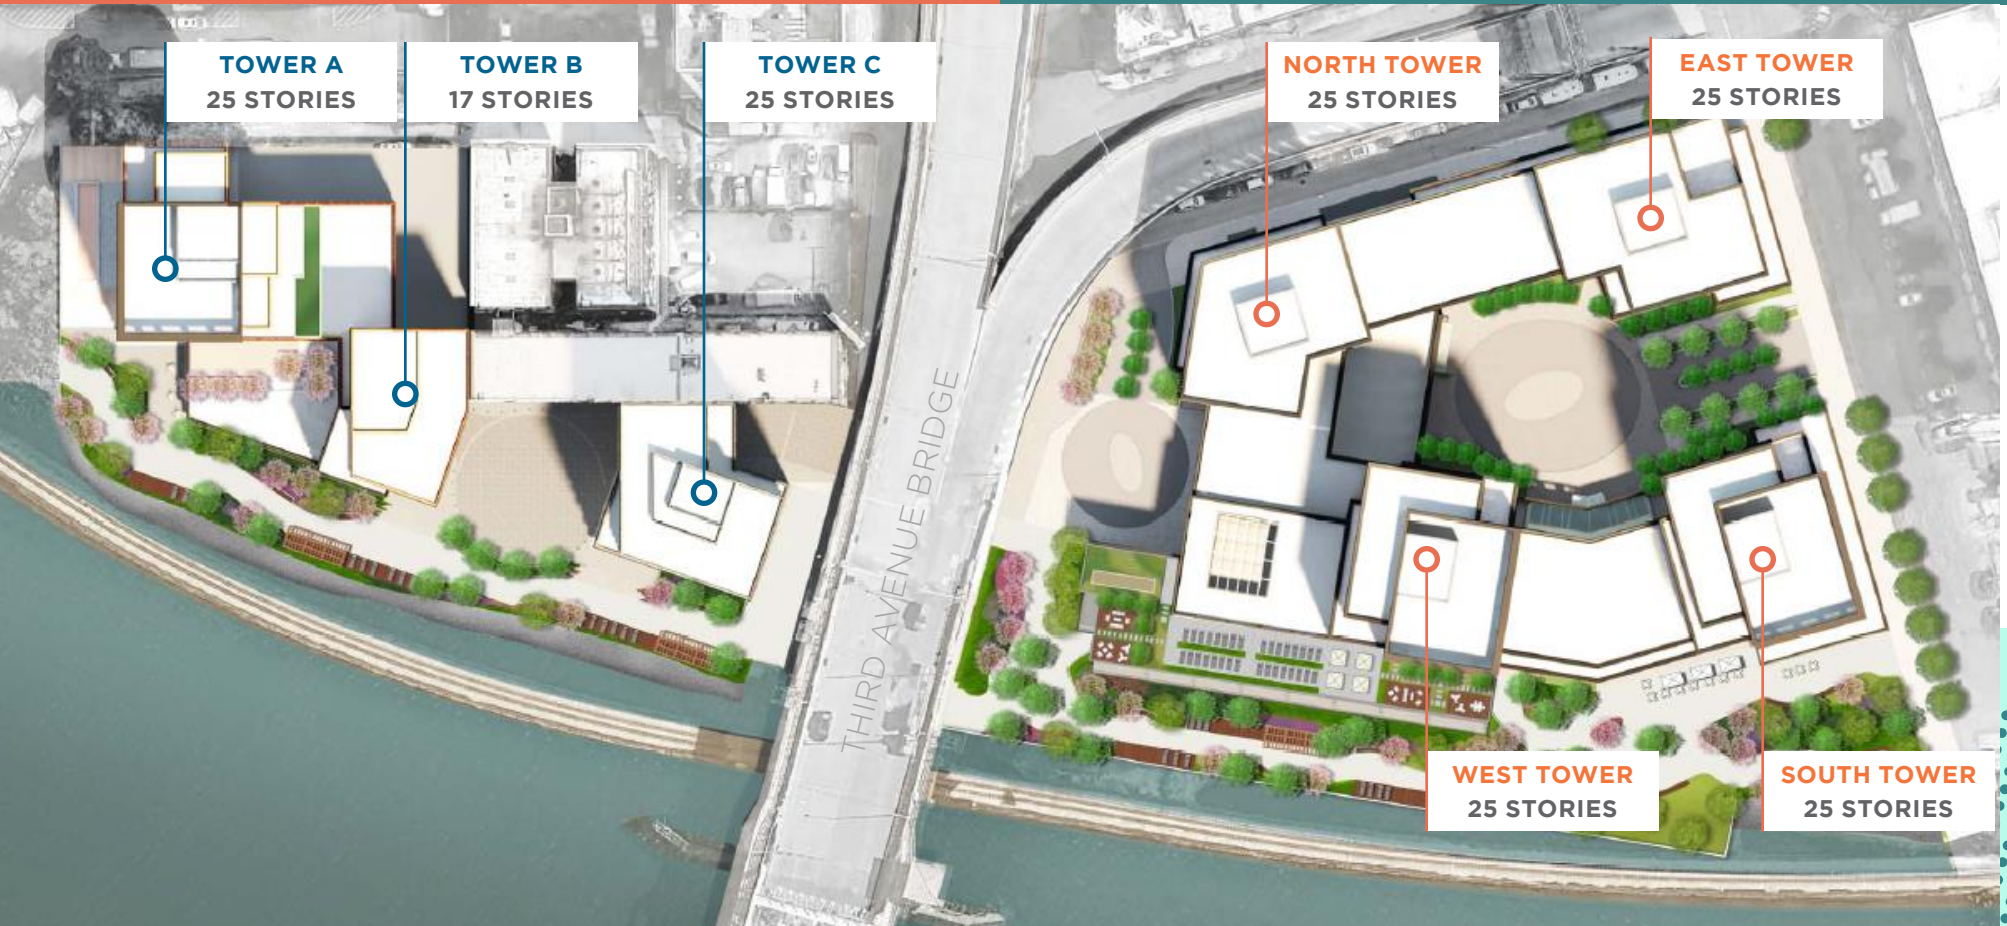 TOWER A
25 STORIES
TOWER B
17 STORIES
TOWER C
25 STORIES
NORTH TOWER
25 STORIES
EAST TOWER
25 STORIES
THIRD AVENUE BRIDGE
WEST TOWER
25 STORIES
SOUTH TOWER
25 STORIES